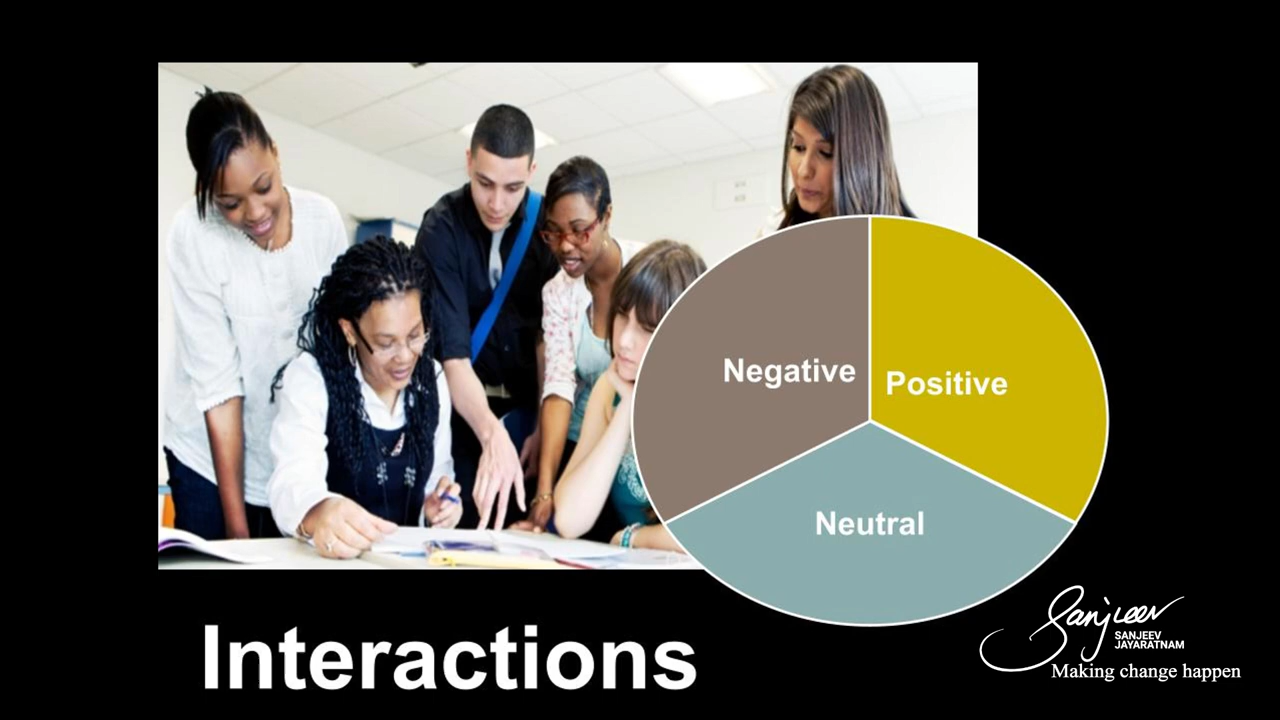 Negative
Positive
Neutral
Interactions
Sanjeev
SANJEEV
JAYARATNAM
Making change happen